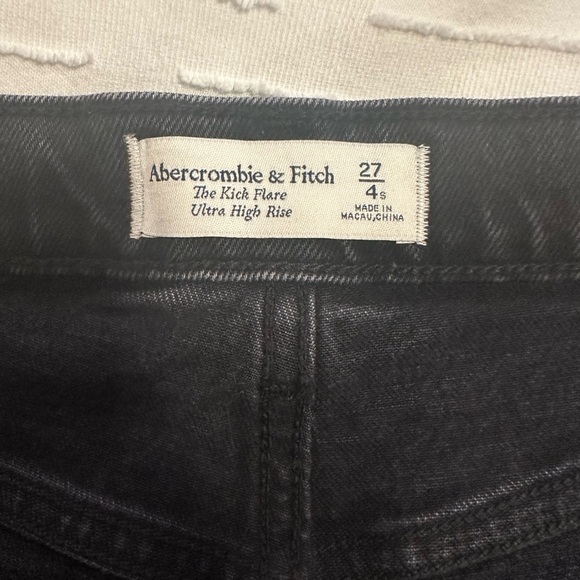 Abercrombie & Fitch
The Kick Flare
Ultra High Rise
27
4s
MADE IN
MACAU,CHINA